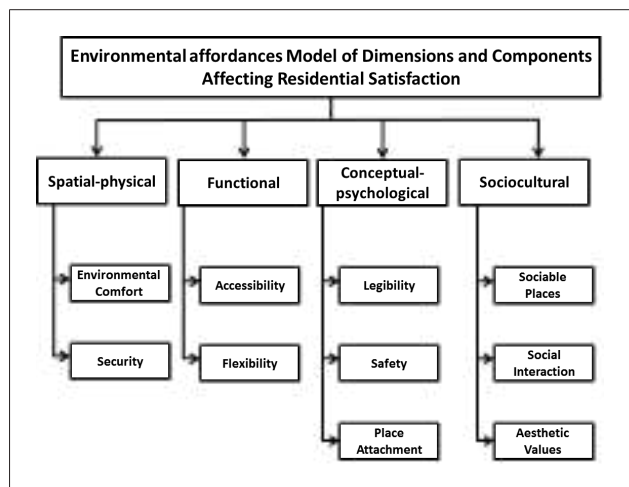 Environmental affordances Model of Dimensions and Components
Affecting Residential Satisfaction
Spatial-physical
Functional
Conceptual-
psychological
Sociocultural
Environmental
Comfort
Accessibility
Legibility
Sociable
Places
Security
Flexibility
Safety
Social
Interaction
Place
Attachment
Aesthetic
Values